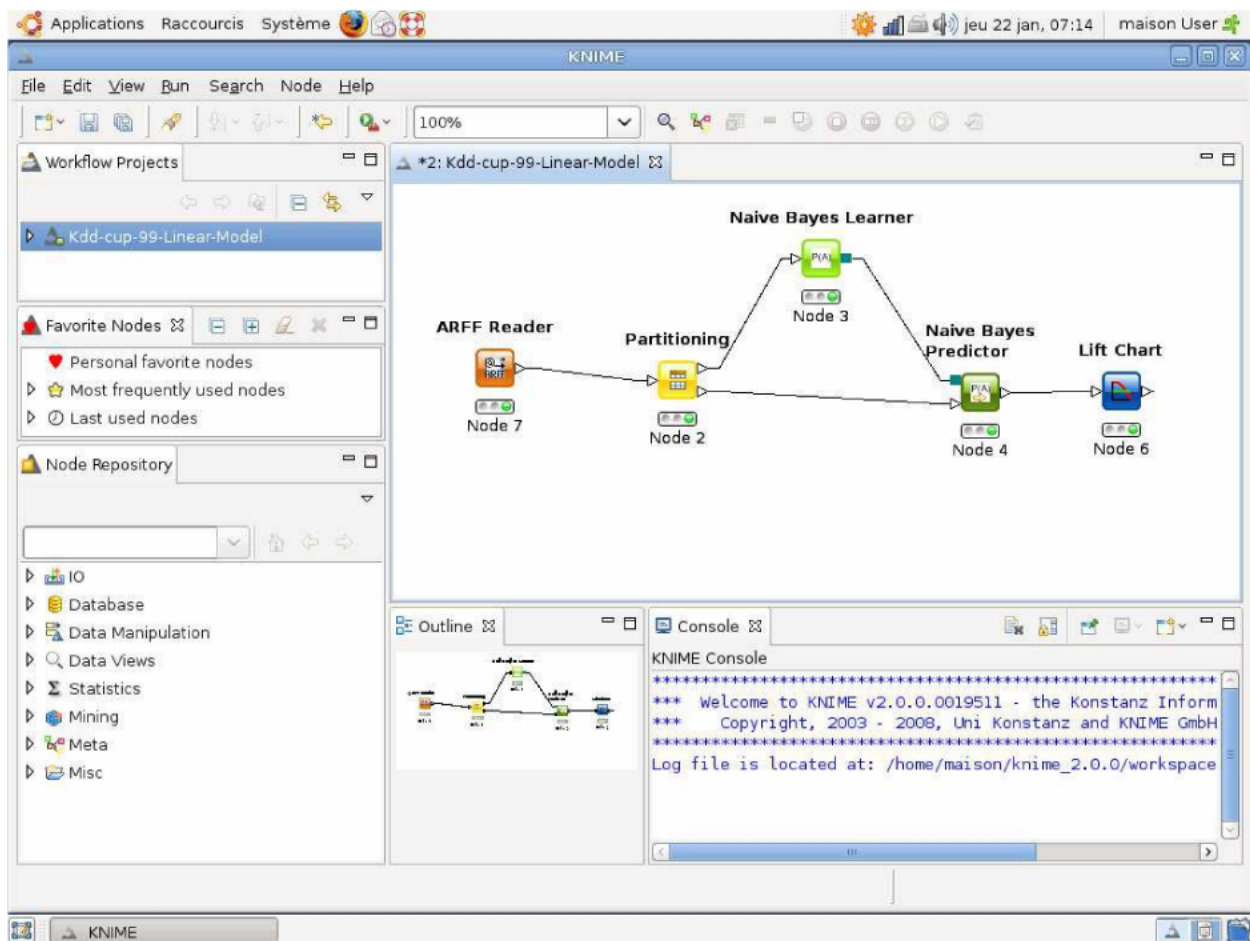 Applications Raccourcis Système jeu 22 jan, 07:14 maison User
KNIME
File Edit View Run Search Node Help
100%
Workflow Projects
*2: Kdd-cup-99-Linear-Model
Kdd-cup-99-Linear-Model
Naive Bayes Learner
P(A)
Node 3
Favorite Nodes
Personal favorite nodes
Most frequently used nodes
Last used nodes
ARFF Reader
Node 7
Partitioning
Node 2
Naive Bayes
Predictor
P(A)
Node 4
Lift Chart
Node 6
Node Repository
IO
Database
Data Manipulation
Data Views
Statistics
Mining
Meta
Misc
Outline
Console
KNIME Console
***********************************************************
*** Welcome to KNIME v2.0.0.0019511 - the Konstanz Inform
*** Copyright, 2003 - 2008, Uni Konstanz and KNIME GmbH
***********************************************************
Log file is located at: /home/maison/knime_2.0.0/workspace
KNIME